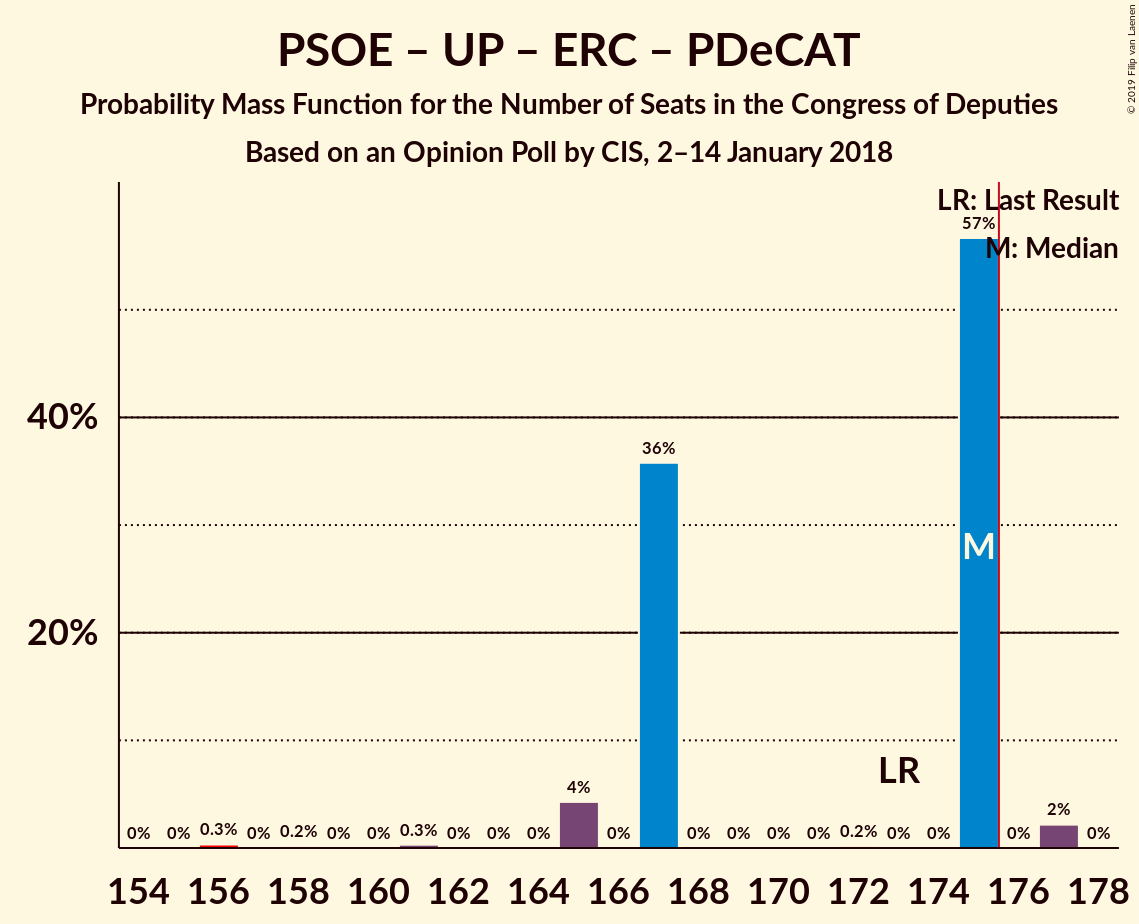 PSOE – UP – ERC – PDeCAT
Probability Mass Function for the Number of Seats in the Congress of Deputies
Based on an Opinion Poll by CIS, 2–14 January 2018
© 2019 Filip van Laenen
LR: Last Result
57%
M: Median
40%
36%
M
20%
LR
4%
2%
0% 0% 0.3% 0% 0.2% 0% 0% 0.3% 0% 0% 0% 0% 0% 0% 0% 0% 0.2% 0% 0% 0% 0%
154 156 158 160 162 164 166 168 170 172 174 176 178